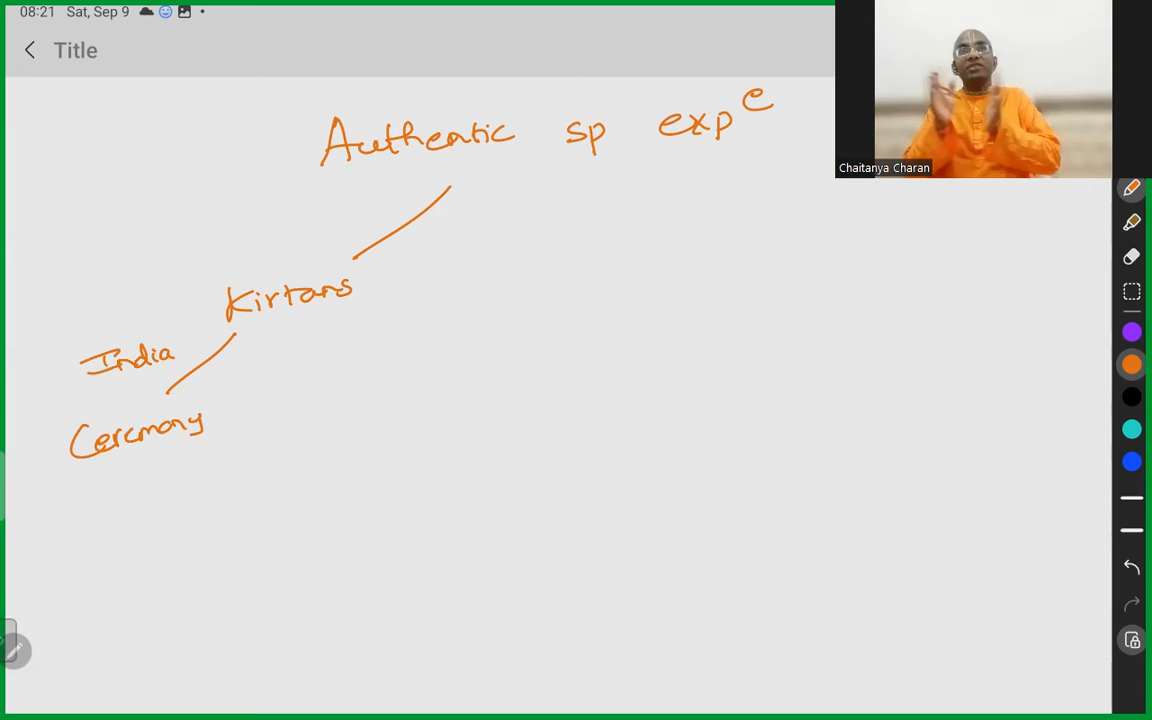 08:21 Sat, Sep 9
Title
Authentic sp exp e
Kirtans
India
Ceremony
Chaitanya Charan